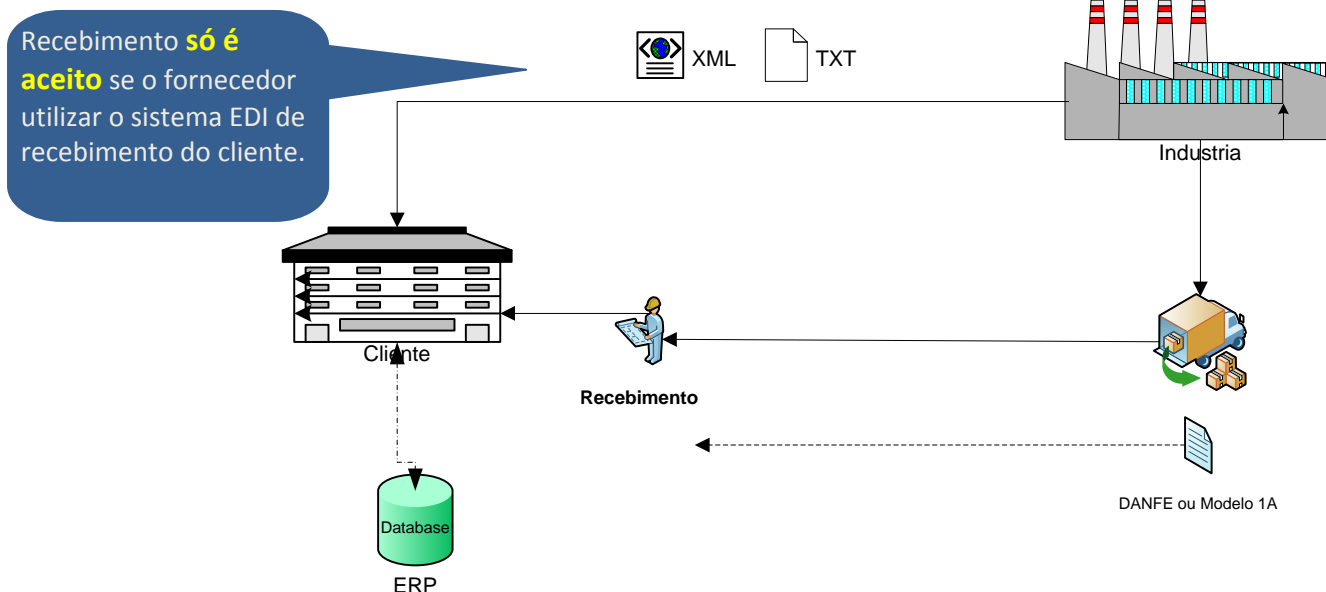 Recebimento só é
aceito se o fornecedor
utilizar o sistema EDI de
recebimento do cliente.
XML
TXT
Industria
Cliente
Recebimento
DANFE ou Modelo 1A
Database
ERP